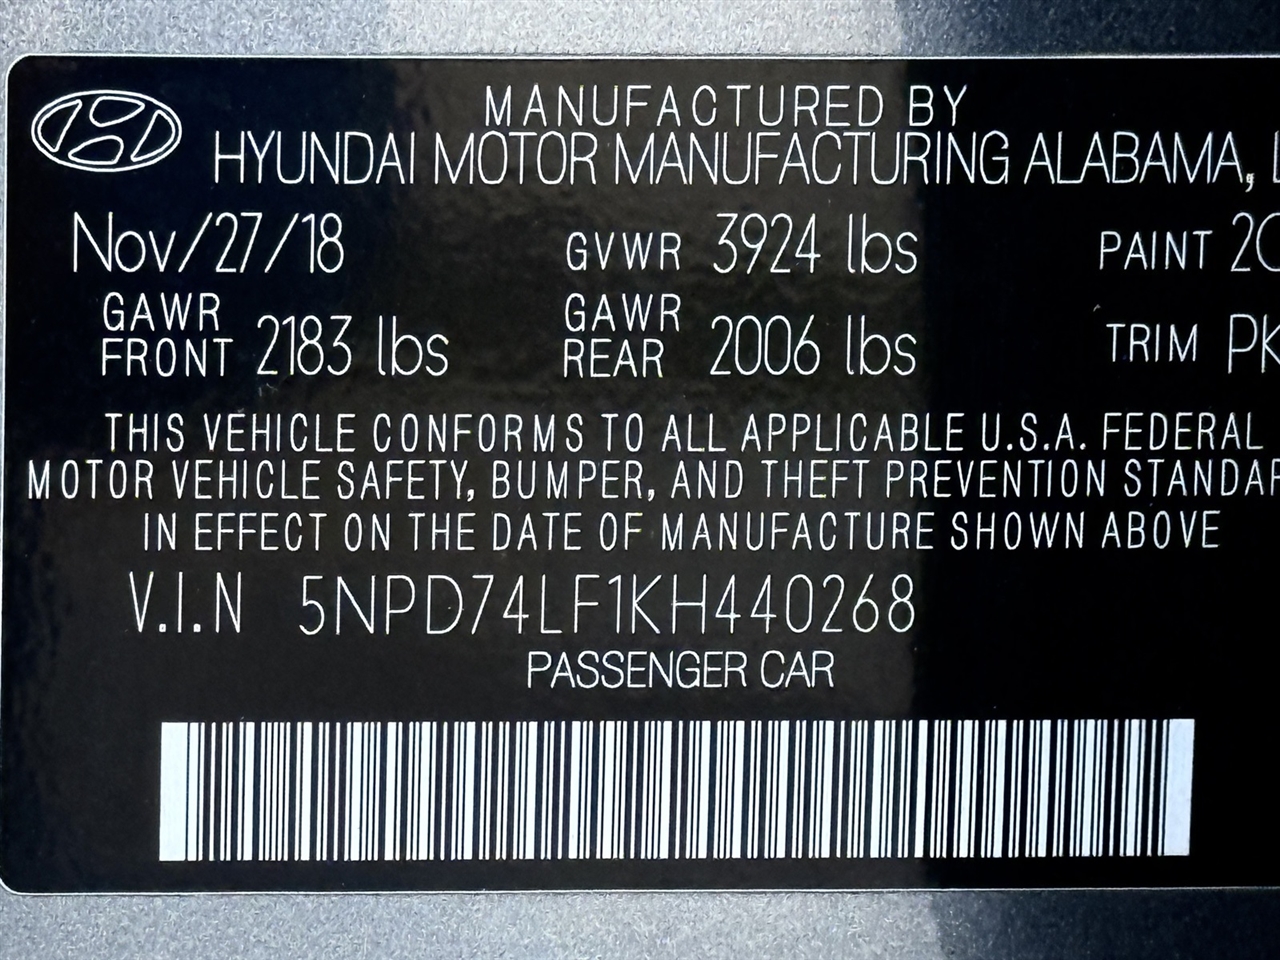 MANUFACTURED BY
HYUNDAI MOTOR MANUFACTURING ALABAMA,
Nov/27/18 GVWR 3924 lbs PAINT
GAWR FRONT 2183 lbs GAWR REAR 2006 lbs TRIM
THIS VEHICLE CONFORMS TO ALL APPLICABLE U.S.A. FEDERAL
MOTOR VEHICLE SAFETY, BUMPER, AND THEFT PREVENTION
IN EFFECT ON THE DATE OF MANUFACTURE SHOWN ABOVE
V.I.N 5NPD74LF1KH440268
PASSENGER CAR